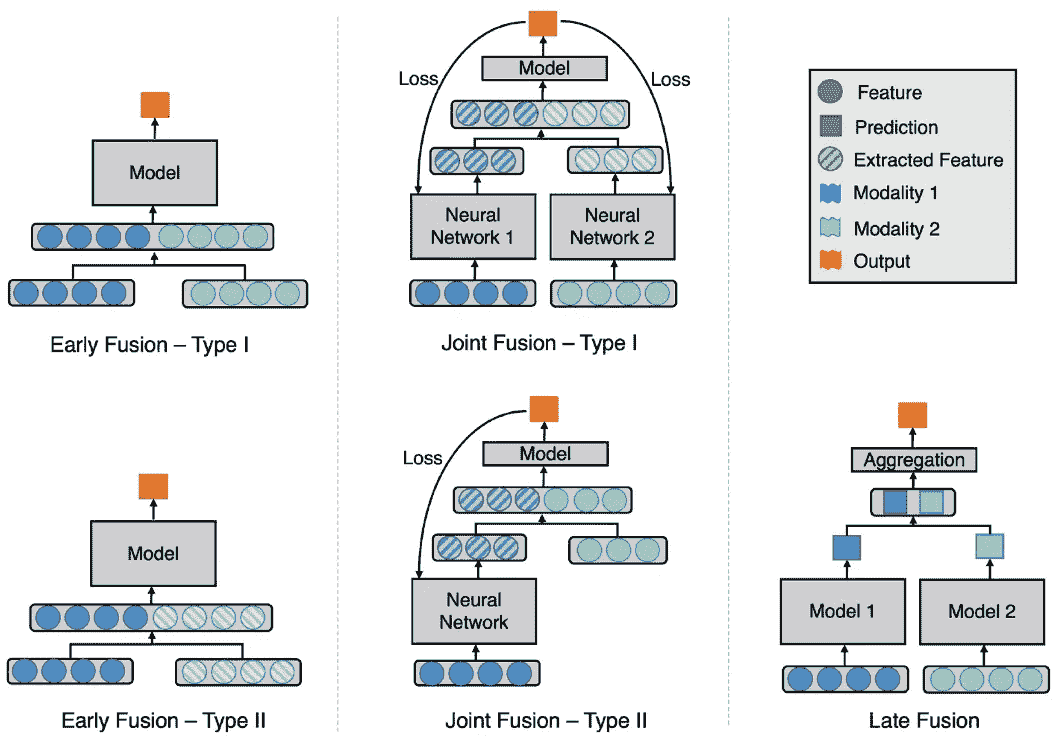 Model
Early Fusion – Type I
Loss
Model
Loss
Neural
Network 1
Neural
Network 2
Joint Fusion – Type I
Feature
Prediction
Extracted Feature
Modality 1
Modality 2
Output
Model
Early Fusion – Type II
Loss
Model
Neural
Network
Joint Fusion – Type II
Aggregation
Model 1
Model 2
Late Fusion